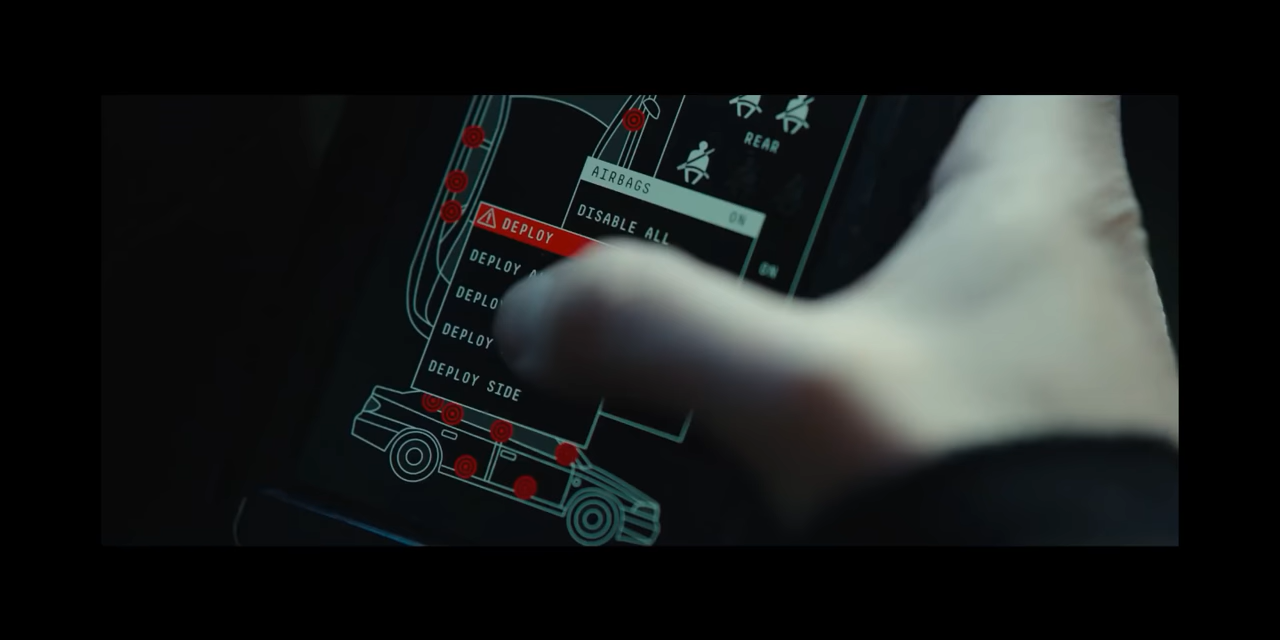 REAR
AIRBAGS ON
DISABLE ALL
ON
DEPLOY
DEPLOY
DEPLOY
DEPLOY
DEPLOY SIDE